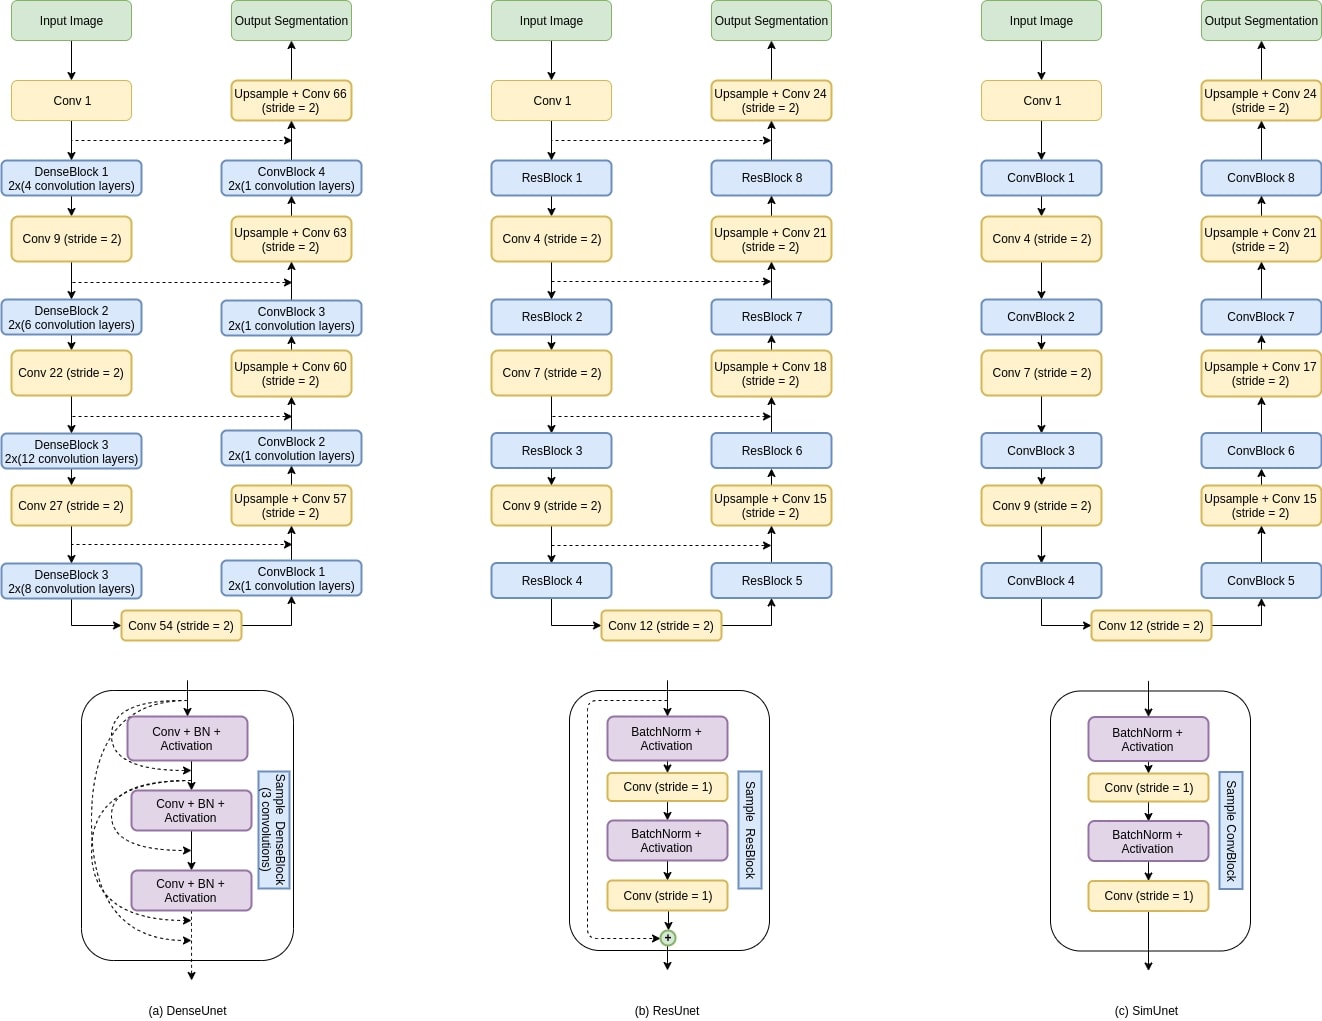 Input Image
Output Segmentation
Conv 1
Upsample + Conv 66
(stride = 2)
DenseBlock 1
2x(4 convolution layers)
ConvBlock 4
2x(1 convolution layers)
Conv 9 (stride = 2)
Upsample + Conv 63
(stride = 2)
DenseBlock 2
2x(6 convolution layers)
ConvBlock 3
2x(1 convolution layers)
Conv 22 (stride = 2)
Upsample + Conv 60
(stride = 2)
DenseBlock 3
2x(12 convolution layers)
ConvBlock 2
2x(1 convolution layers)
Conv 27 (stride = 2)
Upsample + Conv 57
(stride = 2)
DenseBlock 3
2x(8 convolution layers)
ConvBlock 1
2x(1 convolution layers)
Conv 54 (stride = 2)
Conv + BN +
Activation
Conv + BN +
Activation
Conv + BN +
Activation
Sample DenseBlock
(3 convolutions)
(a) DenseUnet
Input Image
Output Segmentation
Conv 1
Upsample + Conv 24
(stride = 2)
ResBlock 1
ResBlock 8
Conv 4 (stride = 2)
Upsample + Conv 21
(stride = 2)
ResBlock 2
ResBlock 7
Conv 7 (stride = 2)
Upsample + Conv 18
(stride = 2)
ResBlock 3
ResBlock 6
Conv 9 (stride = 2)
Upsample + Conv 15
(stride = 2)
ResBlock 4
ResBlock 5
Conv 12 (stride = 2)
BatchNorm +
Activation
Conv (stride = 1)
BatchNorm +
Activation
Conv (stride = 1)
+
Sample ResBlock
(b) ResUnet
Input Image
Output Segmentation
Conv 1
Upsample + Conv 24
(stride = 2)
ConvBlock 1
ConvBlock 8
Conv 4 (stride = 2)
Upsample + Conv 21
(stride = 2)
ConvBlock 2
ConvBlock 7
Conv 7 (stride = 2)
Upsample + Conv 17
(stride = 2)
ConvBlock 3
ConvBlock 6
Conv 9 (stride = 2)
Upsample + Conv 15
(stride = 2)
ConvBlock 4
ConvBlock 5
Conv 12 (stride = 2)
BatchNorm +
Activation
Conv (stride = 1)
BatchNorm +
Activation
Conv (stride = 1)
Sample ConvBlock
(c) SimUnet